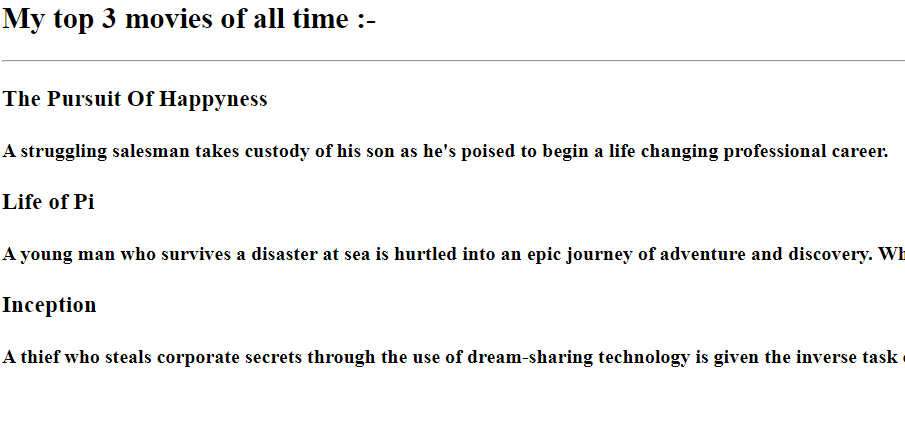 My top 3 movies of all time :-
The Pursuit Of Happyness
A struggling salesman takes custody of his son as he's poised to begin a life changing professional career.
Life of Pi
A young man who survives a disaster at sea is hurtled into an epic journey of adventure and discovery. Wh
Inception
A thief who steals corporate secrets through the use of dream-sharing technology is given the inverse task